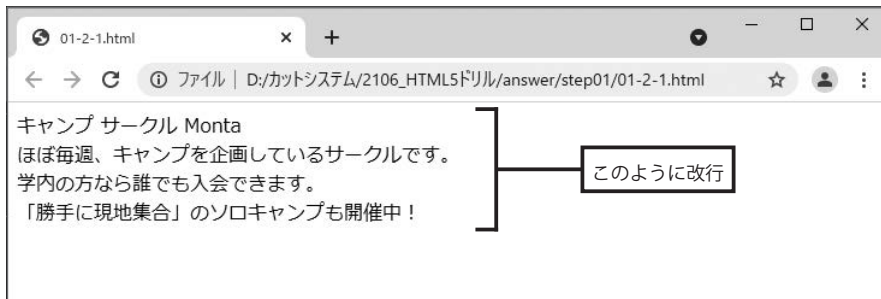 01-2-1.html
ファイル | D:/カットシステム/2106_HTML5ドリル/answer/step01/01-2-1.html
キャンプ サークル Monta
ほぼ毎週、キャンプを企画しているサークルです。
学内の方なら誰でも入会できます。
「勝手に現地集合」のソロキャンプも開催中！
このように改行